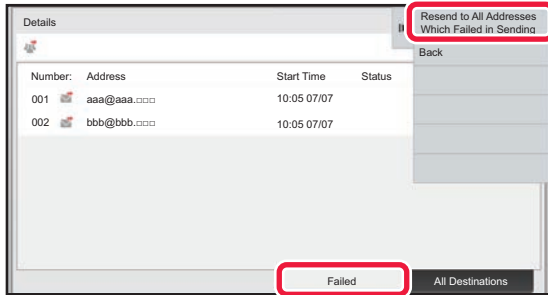 Details
Resend to All Addresses
Which Failed in Sending
Back
Number: Address Start Time Status
001 aaa@aaa.□□□ 10:05 07/07
002 bbb@bbb.□□□ 10:05 07/07
Failed All Destinations